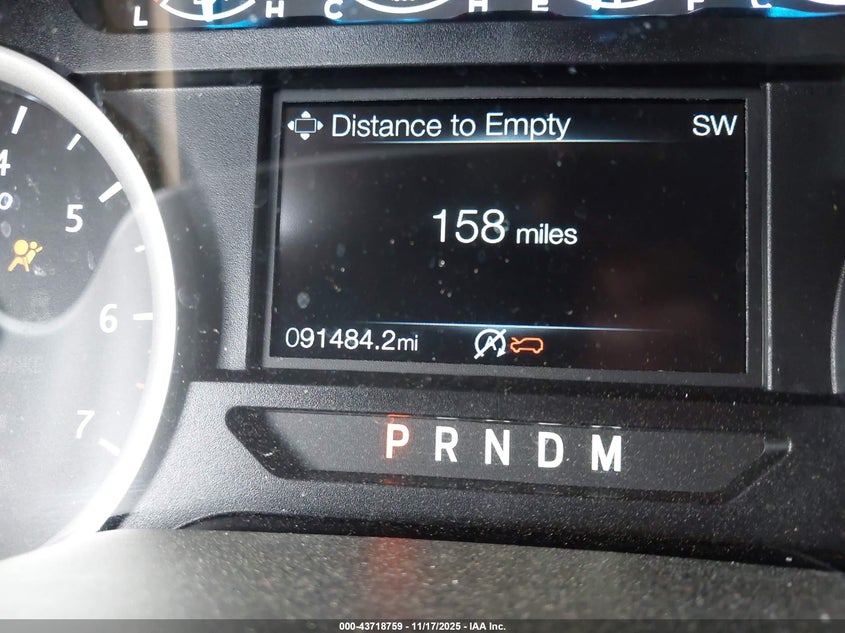 L H C H E F C
Distance to Empty SW
158 miles
4
5
6
7
091484.2mi
P R N D M
000-43718759 - 11/17/2025 - IAA Inc.